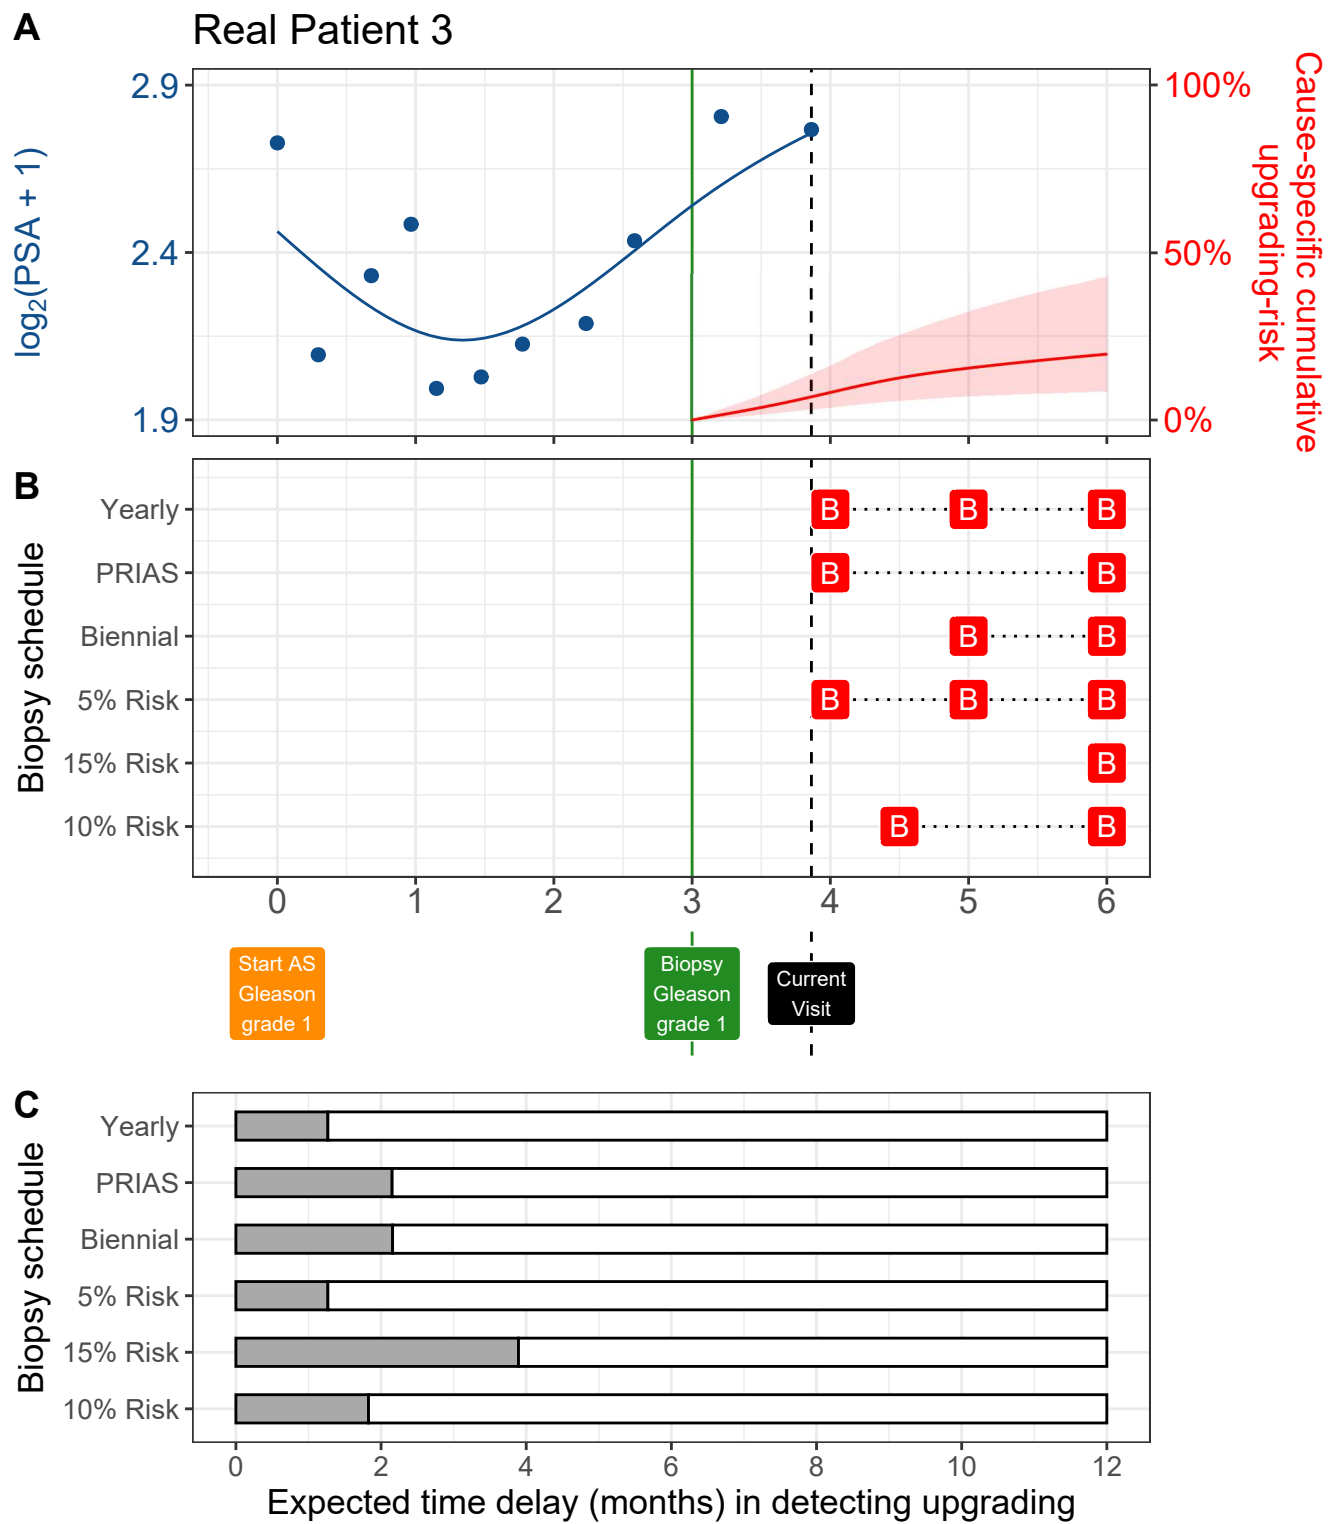 A
Real Patient 3
log₂(PSA + 1)
2.9
2.4
1.9
100%
50%
0%
Cause-specific cumulative
upgrading-risk
B
Biopsy schedule
Yearly
B B B
PRIAS
B B
Biennial
B B
5% Risk
B B B
15% Risk
B
10% Risk
B B
0 1 2 3 4 5 6
Start AS
Gleason
grade 1
Biopsy
Gleason
grade 1
Current
Visit
C
Biopsy schedule
Yearly
PRIAS
Biennial
5% Risk
15% Risk
10% Risk
0 2 4 6 8 10 12
Expected time delay (months) in detecting upgrading